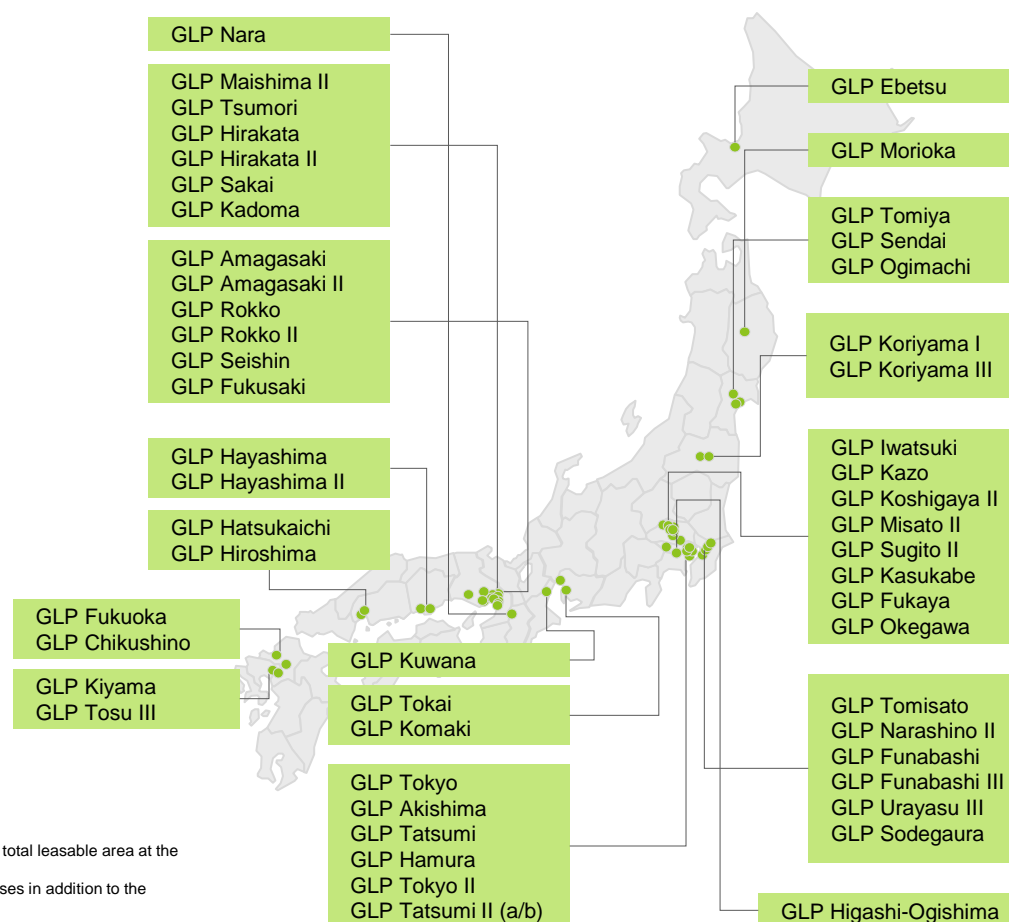 GLP Nara
GLP Maishima II
GLP Tsumori
GLP Hirakata
GLP Hirakata II
GLP Sakai
GLP Kadoma
GLP Amagasaki
GLP Amagasaki II
GLP Rokko
GLP Rokko II
GLP Seishin
GLP Fukusaki
GLP Hayashima
GLP Hayashima II
GLP Hatsukaichi
GLP Hiroshima
GLP Fukuoka
GLP Chikushino
GLP Kiyama
GLP Tosu III
GLP Kuwana
GLP Tokai
GLP Komaki
GLP Tokyo
GLP Akishima
GLP Tatsumi
GLP Hamura
GLP Tokyo II
GLP Tatsumi II (a/b)
GLP Ebetsu
GLP Morioka
GLP Tomiya
GLP Sendai
GLP Ogimachi
GLP Koriyama I
GLP Koriyama III
GLP Iwatsuki
GLP Kazo
GLP Koshigaya II
GLP Misato II
GLP Sugito II
GLP Kasukabe
GLP Fukaya
GLP Okegawa
GLP Tomisato
GLP Narashino II
GLP Funabashi
GLP Funabashi III
GLP Urayasu III
GLP Sodegaura
GLP Higashi-Ogishima
total leasable area at the
ses in addition to the